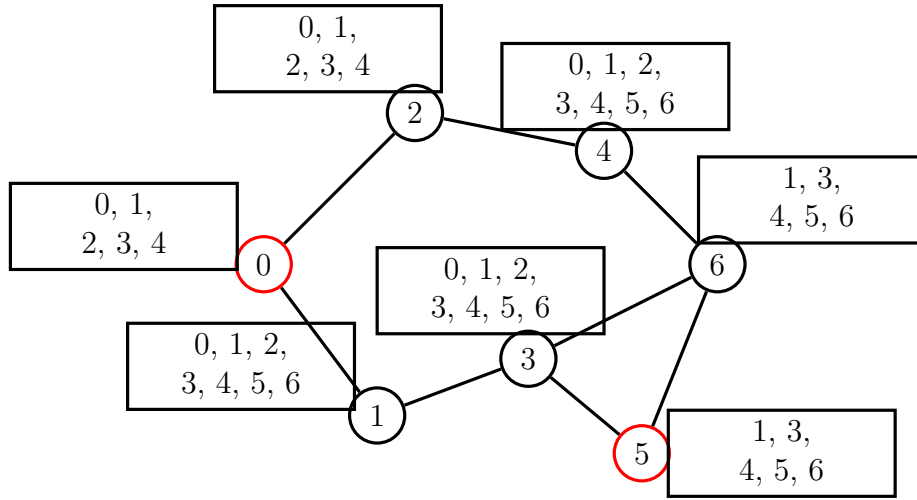 0, 1,
2, 3, 4
2
0, 1, 2,
3, 4, 5, 6
4
0, 1,
2, 3, 4
0
1, 3,
4, 5, 6
6
0, 1, 2,
3, 4, 5, 6
3
0, 1, 2,
3, 4, 5, 6
1
5
1, 3,
4, 5, 6